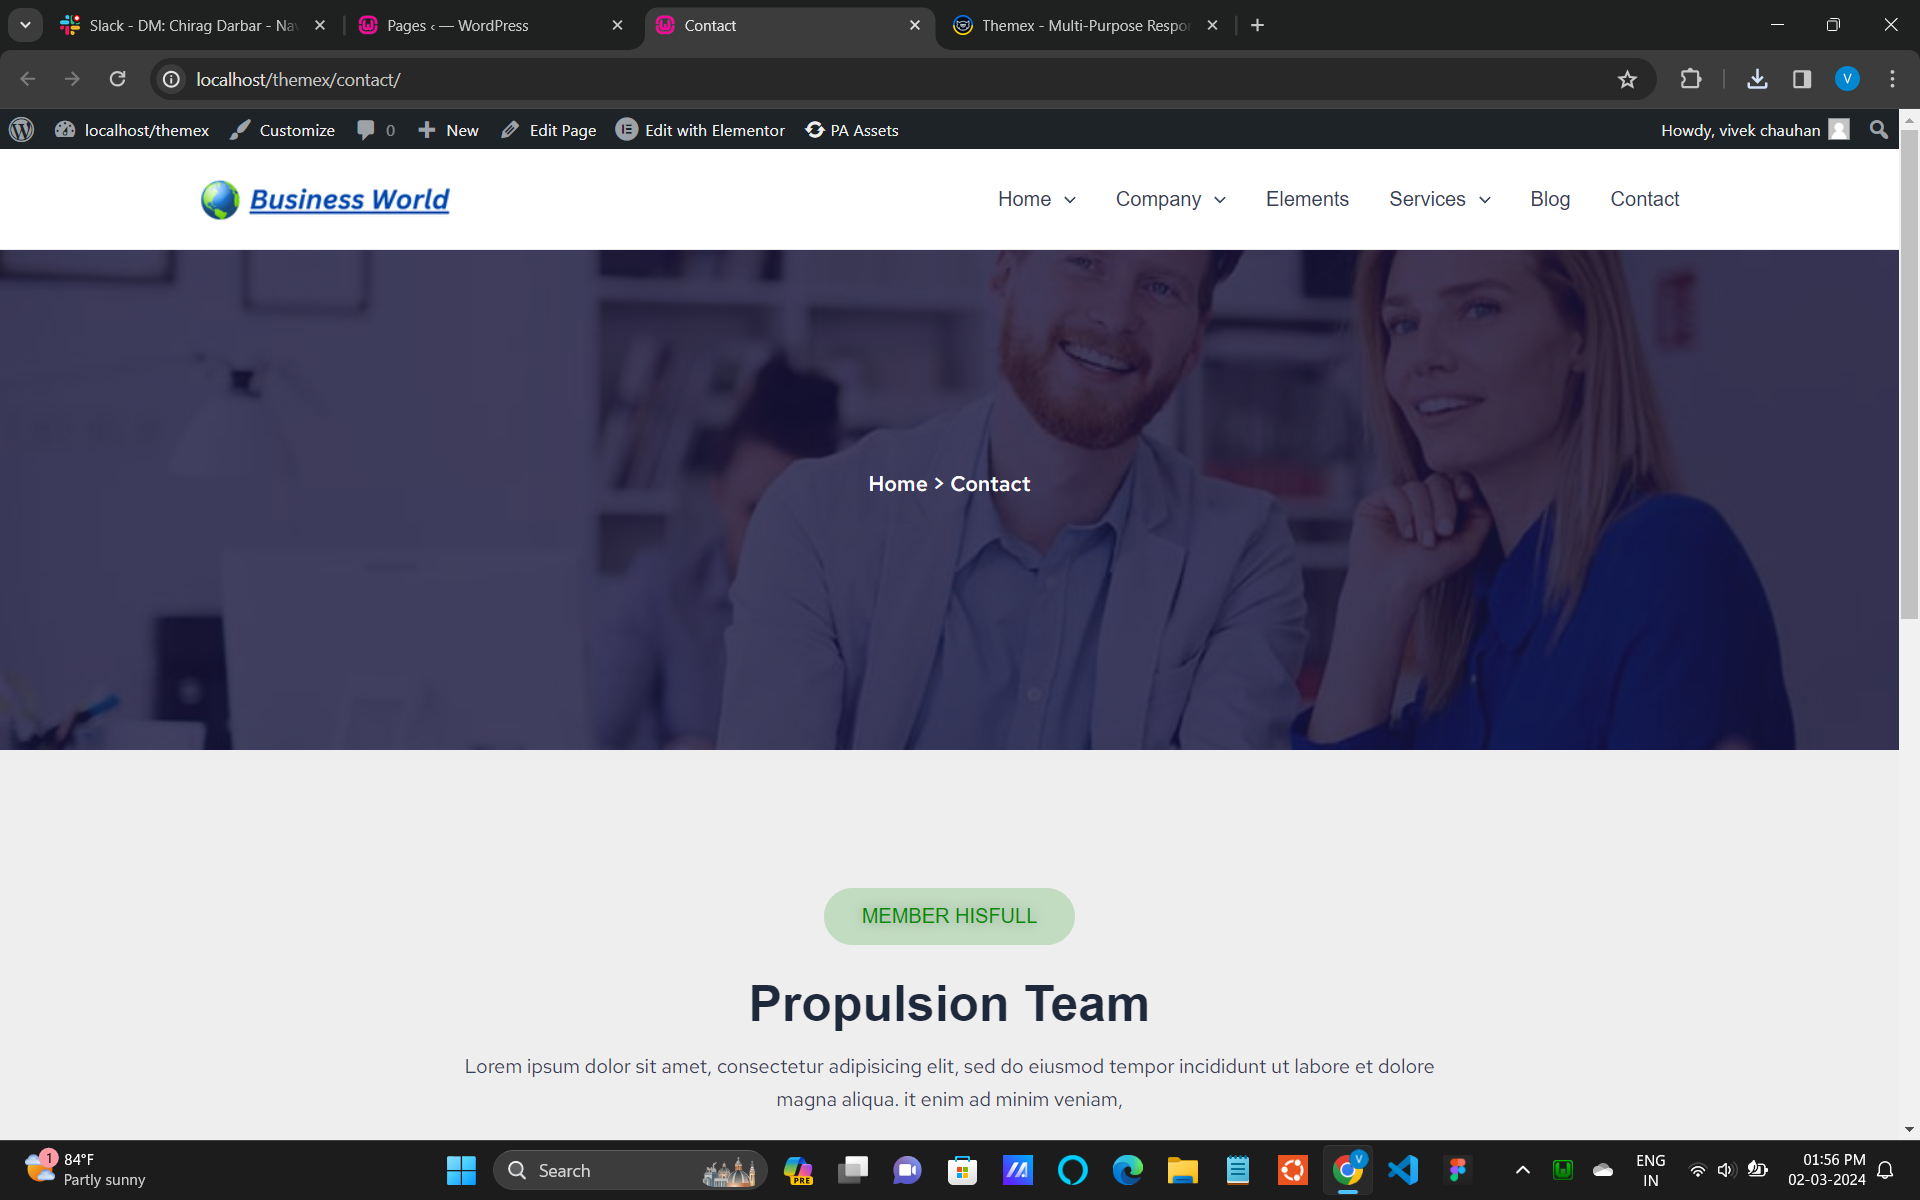 Slack - DM: Chirag Darbar - Na
Pages ‹ — WordPress
Contact
Themex - Multi-Purpose Respo
localhost/themex/contact/
V
localhost/themex
Customize
0
New
Edit Page
Edit with Elementor
PA Assets
Howdy, vivek chauhan
Business World
Home
Company
Elements
Services
Blog
Contact
Home > Contact
MEMBER HISFULL
Propulsion Team
Lorem ipsum dolor sit amet, consectetur adipisicing elit, sed do eiusmod tempor incididunt ut labore et dolore
magna aliqua. it enim ad minim veniam,
1
84°F
Partly sunny
Search
PRE
V
ENG
IN
01:56 PM
02-03-2024